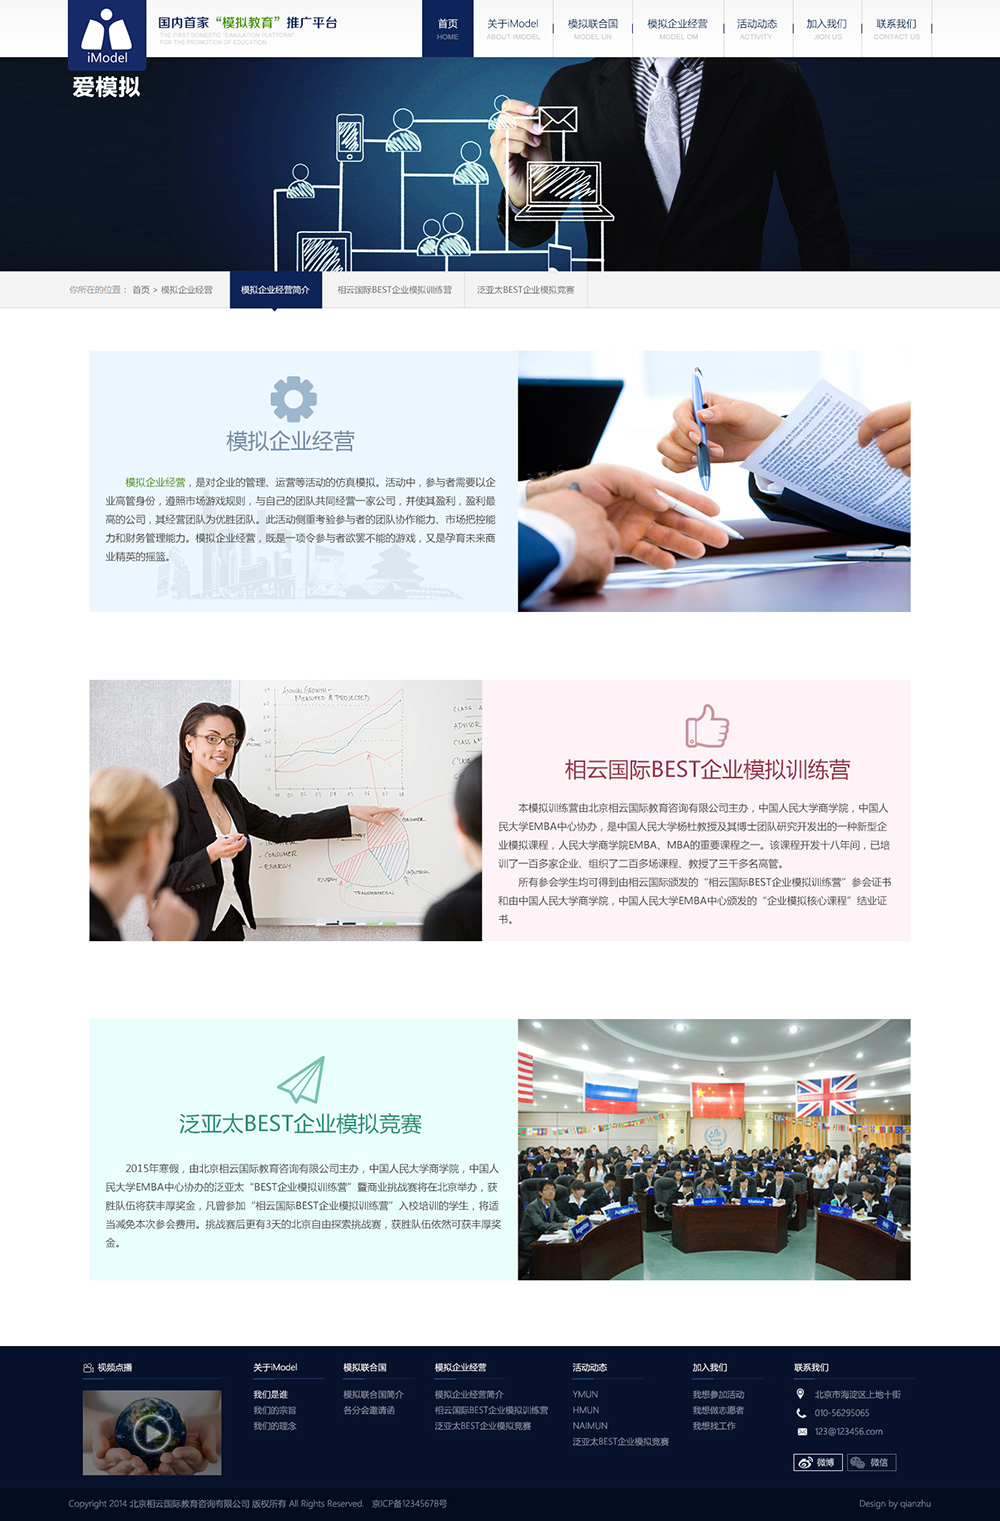 iModel
爱模拟
国内首家“模拟教育”推广平台
THE FIRST DOMESTIC "SIMULATION PLATFORM"
FOR THE PROMOTION OF EDUCATION
首页
HOME
关于iModel
ABOUT IMODEL
模拟联合国
MODEL UN
模拟企业经营
MODEL OM
活动动态
ACTIVITY
加入我们
JION US
联系我们
CONTACT US
你所在的位置： 首页 > 模拟企业经营
模拟企业经营简介
相云国际BEST企业模拟训练营
泛亚太BEST企业模拟竞赛
模拟企业经营
模拟企业经营，是对企业的管理、运营等活动的仿真模拟。活动中，参与者需要以企
业高管身份，遵照市场游戏规则，与自己的团队共同经营一家公司，并使其盈利，盈利最
高的公司，其经营团队为优胜团队。此活动侧重考验参与者的团队协作能力、市场把控能
力和财务管理能力。模拟企业经营，既是一项令参与者欲罢不能的游戏，又是孕育未来商
业精英的摇篮。
ANNUAL GROWTH-
MEASURED & PROJECTED
CONSUMER
CONSUMER
ENERGY
ENERGY
TRANSPORTATION
INDUSTRIAL
相云国际BEST企业模拟训练营
本模拟训练营由北京相云国际教育咨询有限公司主办，中国人民大学商学院，中国人
民大学EMBA中心协办，是中国人民大学杨杜教授及其博士团队研究开发出的一种新型企
业模拟课程，人民大学商学院EMBA、MBA的重要课程之一。该课程开发十八年间，已培
训了一百多家企业、组织了二百多场课程、教授了三千多名高管。
所有参会学生均可得到由相云国际颁发的“相云国际BEST企业模拟训练营”参会证书
和由中国人民大学商学院，中国人民大学EMBA中心颁发的“企业模拟核心课程”结业证
书。
泛亚太BEST企业模拟竞赛
2015年寒假，由北京相云国际教育咨询有限公司主办，中国人民大学商学院，中国人
民大学EMBA中心协办的泛亚太“BEST企业模拟训练营”暨商业挑战赛将在北京举办，获
胜队伍将获丰厚奖金，凡曾参加“相云国际BEST企业模拟训练营”入校培训的学生，将适
当减免本次参会费用。挑战赛后更有3天的北京自由探索挑战赛，获胜队伍依然可获丰厚奖
金。
视频点播
关于iModel
我们是谁
我们的宗旨
我们的理念
模拟联合国
模拟联合国简介
各分会邀请函
模拟企业经营
模拟企业经营简介
相云国际BEST企业模拟训练营
泛亚太BEST企业模拟竞赛
活动动态
YMUN
HMUN
NAIMUN
泛亚太BEST企业模拟竞赛
加入我们
我想参加活动
我想做志愿者
我想找工作
联系我们
北京市海淀区上地十街
010-56295065
123@123456.com
微博
微信
Copyright 2014 北京相云国际教育咨询有限公司 版权所有 All Rights Reserved. 京ICP备12345678号
Design by qianzhu